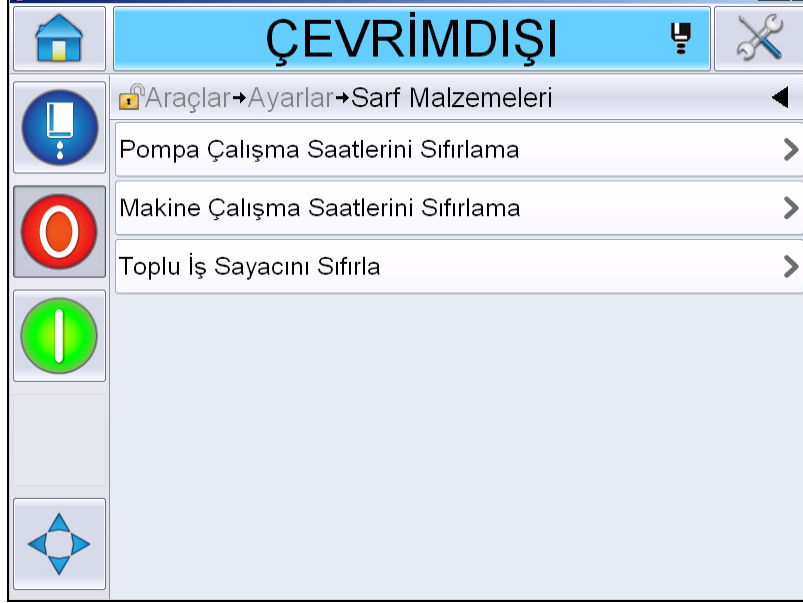 ÇEVRİMDIŞI
Araçlar→Ayarlar→Sarf Malzemeleri
Pompa Çalışma Saatlerini Sıfırlama
Makine Çalışma Saatlerini Sıfırlama
Toplu İş Sayacını Sıfırla